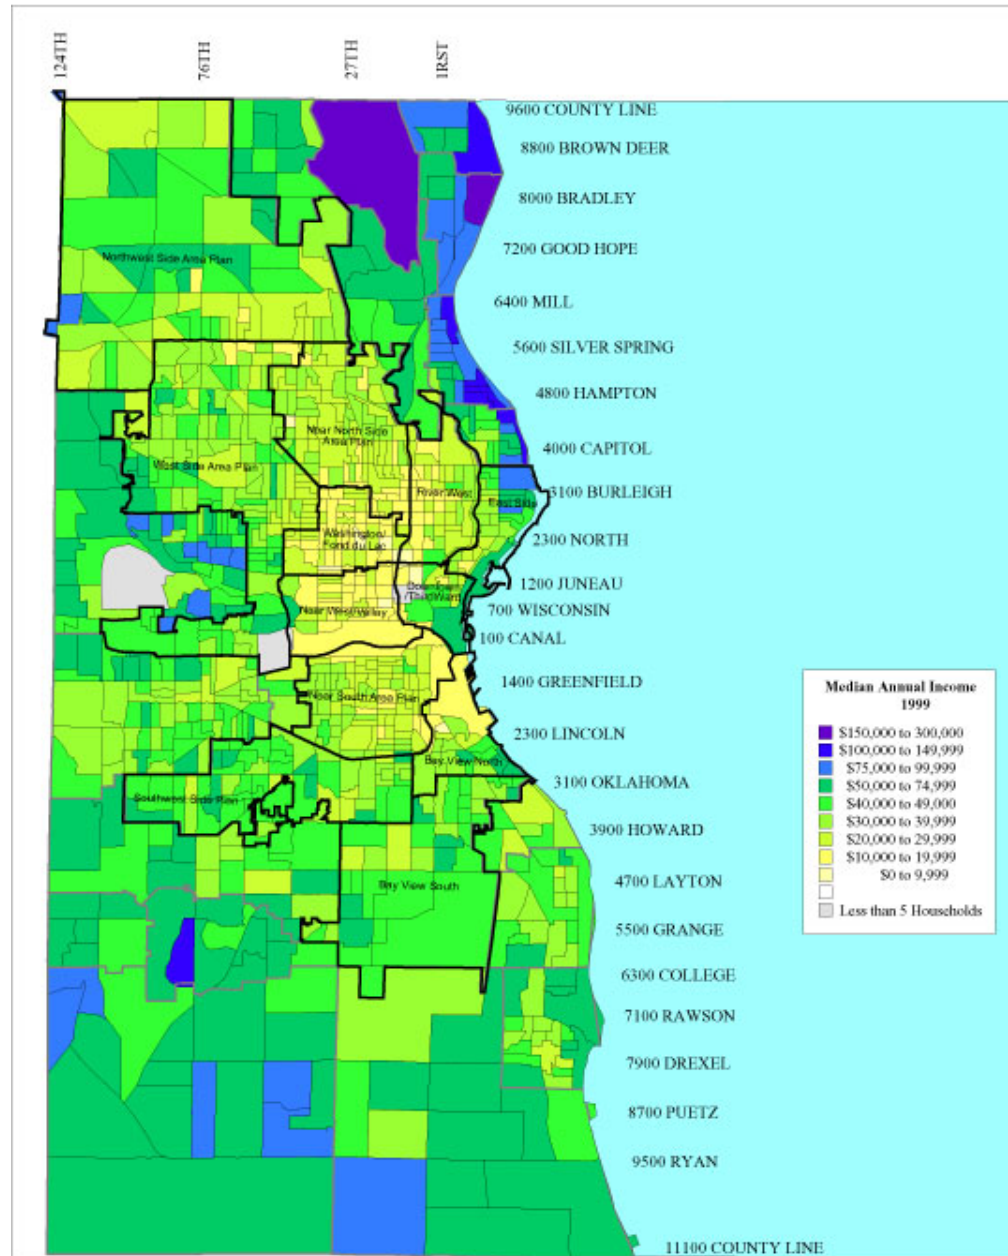 124TH
76TH
27TH
1RST
9600 COUNTY LINE
8800 BROWN DEER
8000 BRADLEY
7200 GOOD HOPE
6400 MILL
5600 SILVER SPRING
4800 HAMPTON
4000 CAPITOL
3100 BURLEIGH
2300 NORTH
1200 JUNEAU
700 WISCONSIN
100 CANAL
1400 GREENFIELD
2300 LINCOLN
3100 OKLAHOMA
3900 HOWARD
4700 LAYTON
5500 GRANGE
6300 COLLEGE
7100 RAWSON
7900 DREXEL
8700 PUETZ
9500 RYAN
11100 COUNTY LINE
Northwest Side Area Plan
Near North Side
Area Plan
West Side Area Plan
River West
East Side
Washington/
Fond du Lac
Downtown
/ThirdWard
Near West/Valley
Near South Area Plan
Bay View North
Southwest Side Plan
Bay View South
Median Annual Income
1999
$150,000 to 300,000
$100,000 to 149,999
$75,000 to 99,999
$50,000 to 74,999
$40,000 to 49,000
$30,000 to 39,999
$20,000 to 29,999
$10,000 to 19,999
$0 to 9,999
Less than 5 Households